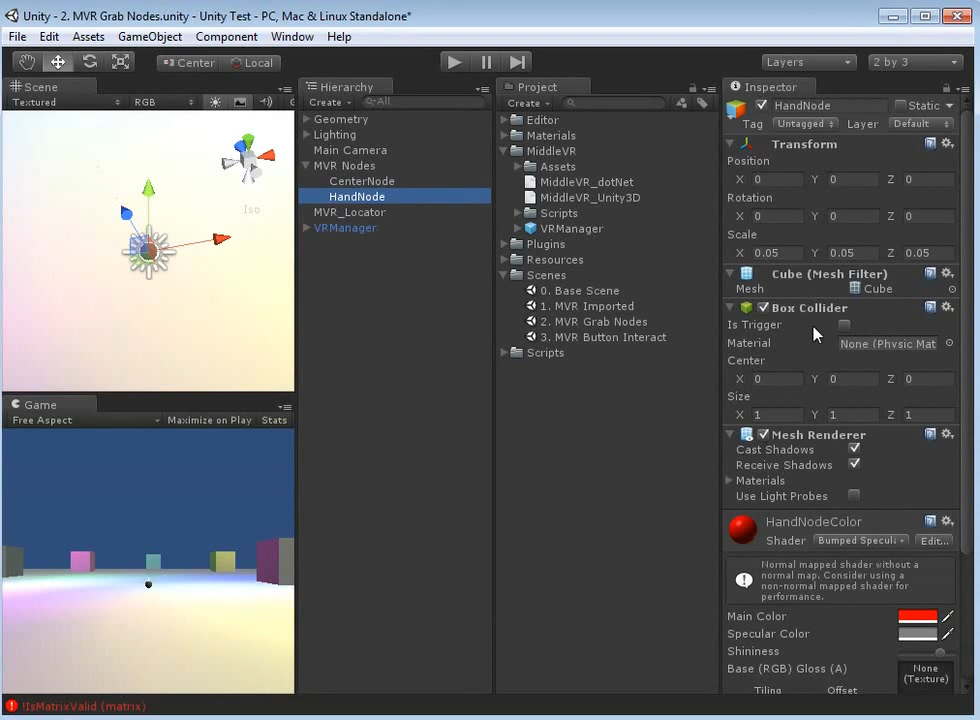 Unity - 2. MVR Grab Nodes.unity - Unity Test - PC, Mac & Linux Standalone*
File Edit Assets GameObject Component Window Help
Center Local Layers 2 by 3
Scene
Textured RGB
Iso
Game
Free Aspect Maximize on Play Stats
Hierarchy
Create All
Geometry
Lighting
Main Camera
MVR Nodes
CenterNode
HandNode
MVR_Locator
VRManager
Project
Create
Editor
Materials
MiddleVR
Assets
MiddleVR_dotNet
MiddleVR_Unity3D
Scripts
VRManager
Plugins
Resources
Scenes
0. Base Scene
1. MVR Imported
2. MVR Grab Nodes
3. MVR Button Interact
Scripts
Inspector
HandNode Static
Tag Untagged Layer Default
Transform
Position
X 0 Y 0 Z 0
Rotation
X 0 Y 0 Z 0
Scale
X 0.05 Y 0.05 Z 0.05
Cube (Mesh Filter)
Mesh Cube
Box Collider
Is Trigger
Material None (Physic Mat
Center
X 0 Y 0 Z 0
Size
X 1 Y 1 Z 1
Mesh Renderer
Cast Shadows
Receive Shadows
Materials
Use Light Probes
HandNodeColor
Shader Bumped Specula Edit...
Normal mapped shader without a
normal map. Consider using a
non-normal mapped shader for
performance.
Main Color
Specular Color
Shininess
Base (RGB) Gloss (A) None
(Texture)
Tiling Offset
!IsMatrixValid (matrix)